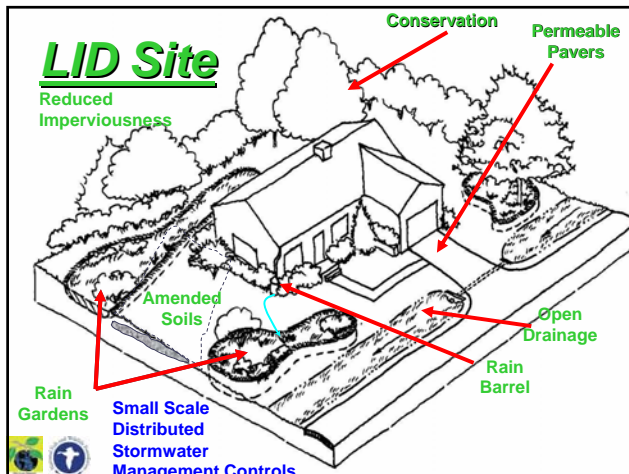 LID Site
Reduced
Imperviousness
Conservation
Permeable
Pavers
Amended
Soils
Open
Drainage
Rain
Barrel
Rain
Gardens
Small Scale
Distributed
Stormwater
Management Controls